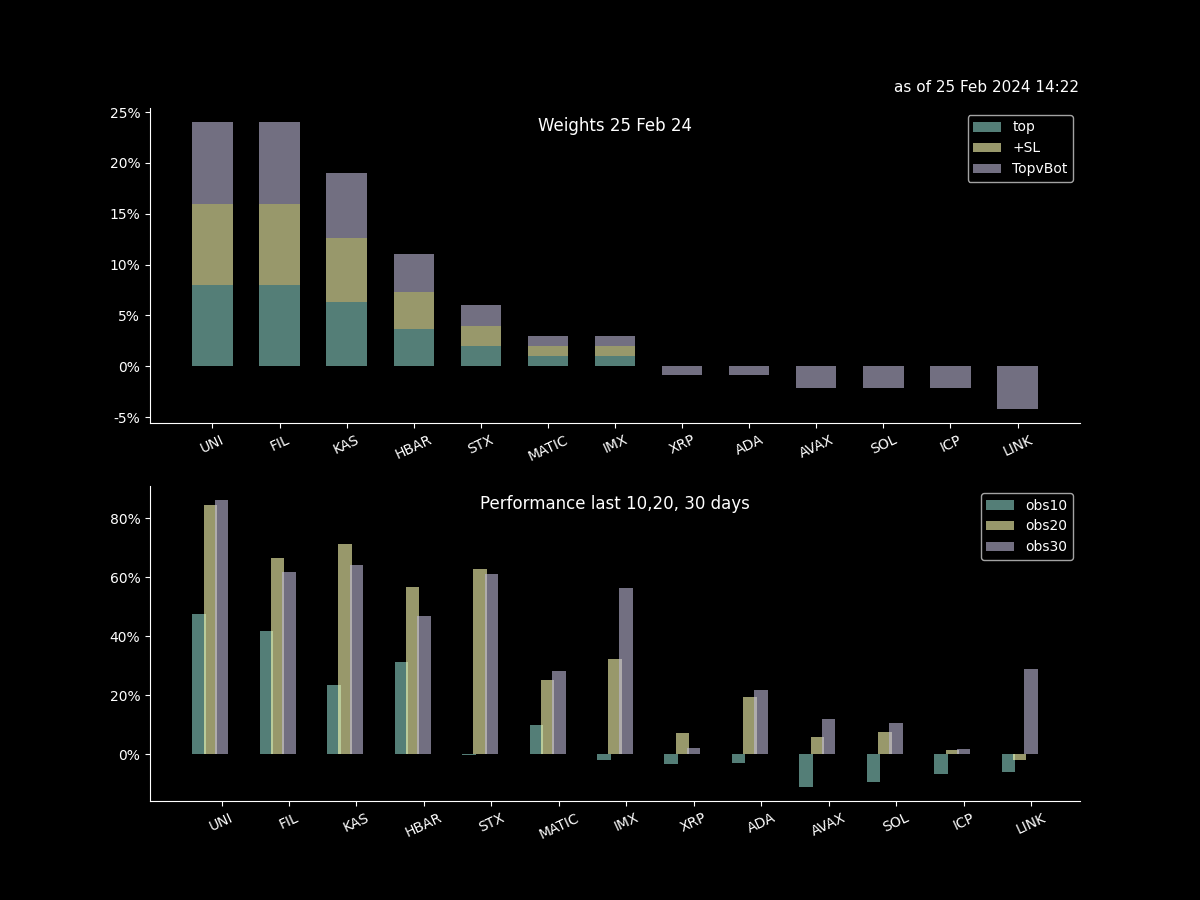 as of 25 Feb 2024 14:22
Weights 25 Feb 24
top
+SL
TopvBot
25%
20%
15%
10%
5%
0%
-5%
UNI FIL KAS HBAR STX MATIC IMX XRP ADA AVAX SOL ICP LINK
Performance last 10,20, 30 days
obs10
obs20
obs30
80%
60%
40%
20%
0%
UNI FIL KAS HBAR STX MATIC IMX XRP ADA AVAX SOL ICP LINK